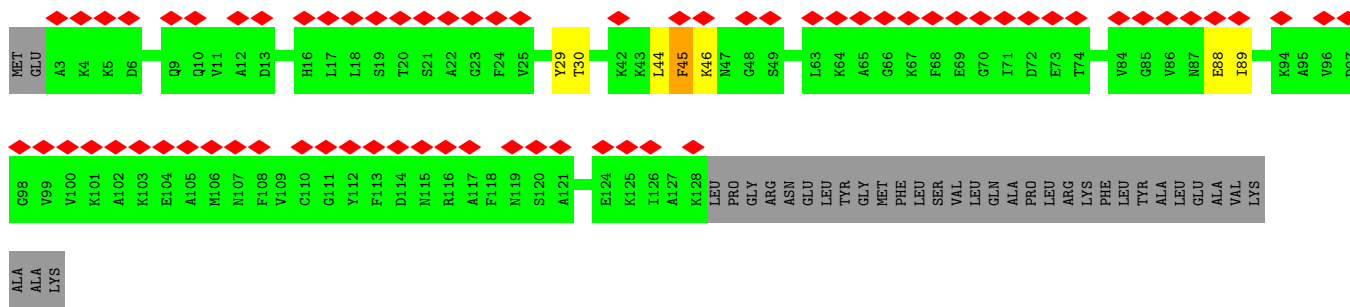 MET GLU A3 K4 K5 D6 Q9 Q10 V11 A12 D13 H16 L17 L18 S19 T20 S21 A22 G23 F24 V25 Y29 T30 K42 K43 L44 F45 K46 N47 G48 S49 L63 K64 A65 G66 K67 F68 E69 G70 I71 D72 E73 T74 V84 G85 V86 N87 E88 I89 K94 A95 V96 D97
G98 V99 V100 K101 A102 K103 E104 A105 M106 N107 F108 V109 C110 G111 Y112 F113 D114 N115 R116 A117 F118 N119 S120 A121 E124 K125 I126 A127 K128 LEU PRO GLY ARG ASN GLU LEU LEU TYR GLY MET PHE LEU SER VAL LEU GLN ALA PRO LEU ARG LYS PHE LEU TYR ALA LEU GLU ALA VAL LYS
ALA ALA LYS